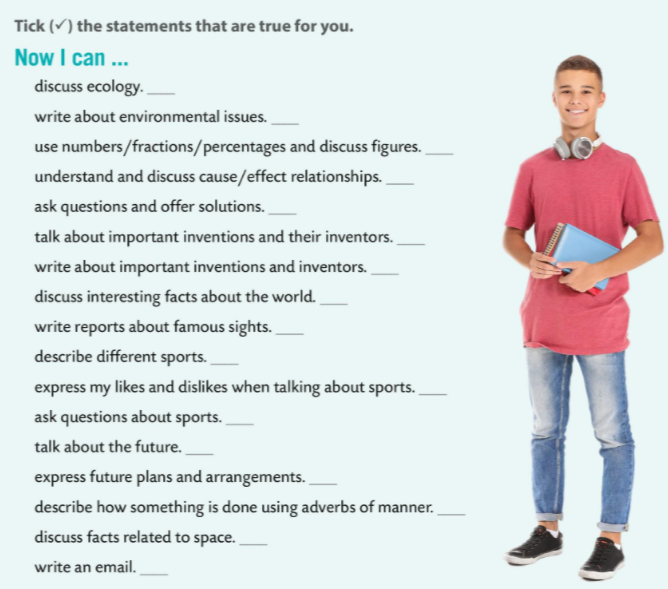 Tick (✓) the statements that are true for you.
Now I can ...
discuss ecology. ____
write about environmental issues. ____
use numbers/fractions/percentages and discuss figures. ____
understand and discuss cause/effect relationships. ____
ask questions and offer solutions. ____
talk about important inventions and their inventors. ____
write about important inventions and inventors. ____
discuss interesting facts about the world. ____
write reports about famous sights. ____
describe different sports. ____
express my likes and dislikes when talking about sports. ____
ask questions about sports. ____
talk about the future. ____
express future plans and arrangements. ____
describe how something is done using adverbs of manner. ____
discuss facts related to space. ____
write an email. ____